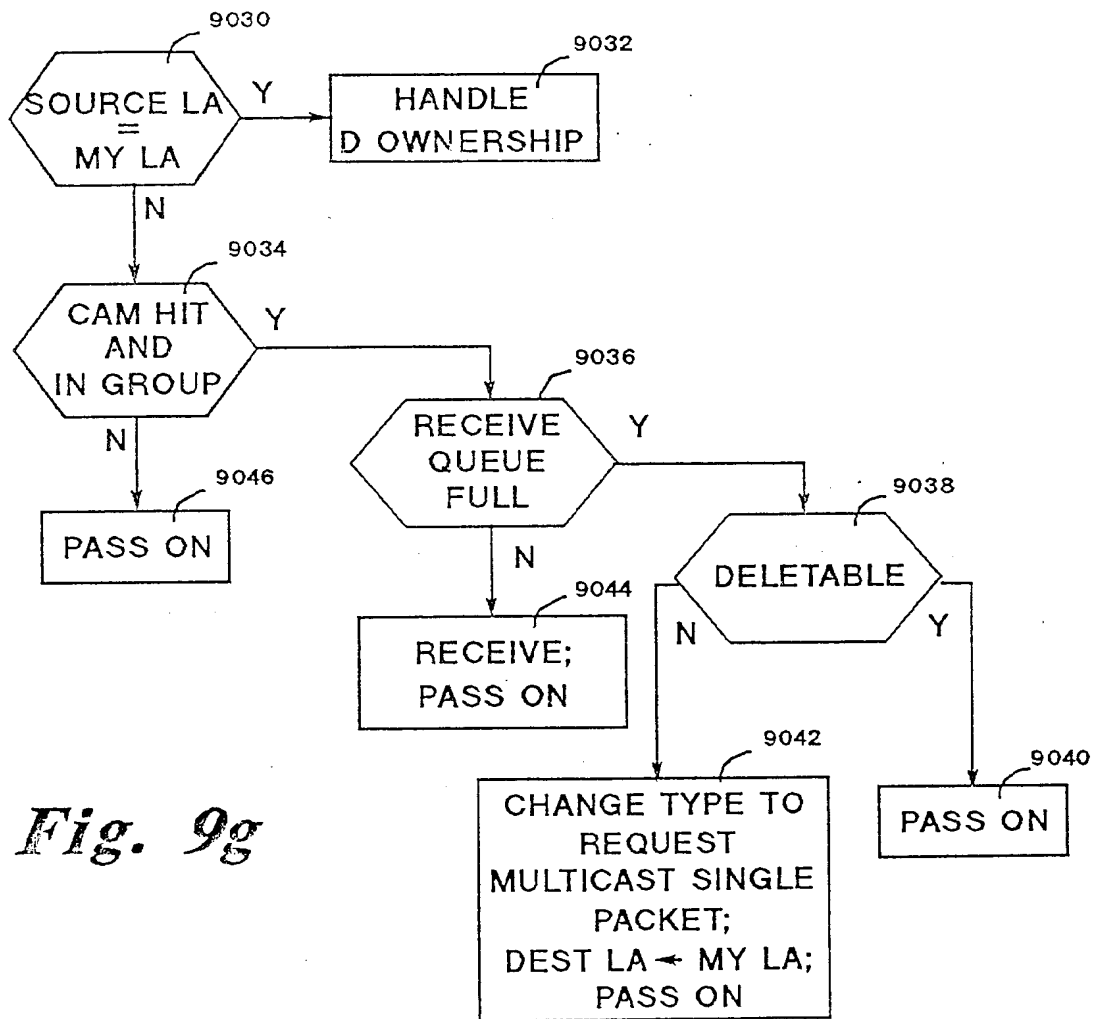 9030
SOURCE LA
=
MY LA
Y
9032
HANDLE
D OWNERSHIP
N
9034
CAM HIT
AND
IN GROUP
Y
N
9046
PASS ON
9036
RECEIVE
QUEUE
FULL
Y
N
9044
RECEIVE;
PASS ON
9038
DELETABLE
N
Y
9042
CHANGE TYPE TO
REQUEST
MULTICAST SINGLE
PACKET;
DEST LA ← MY LA;
PASS ON
9040
PASS ON
Fig. 9g